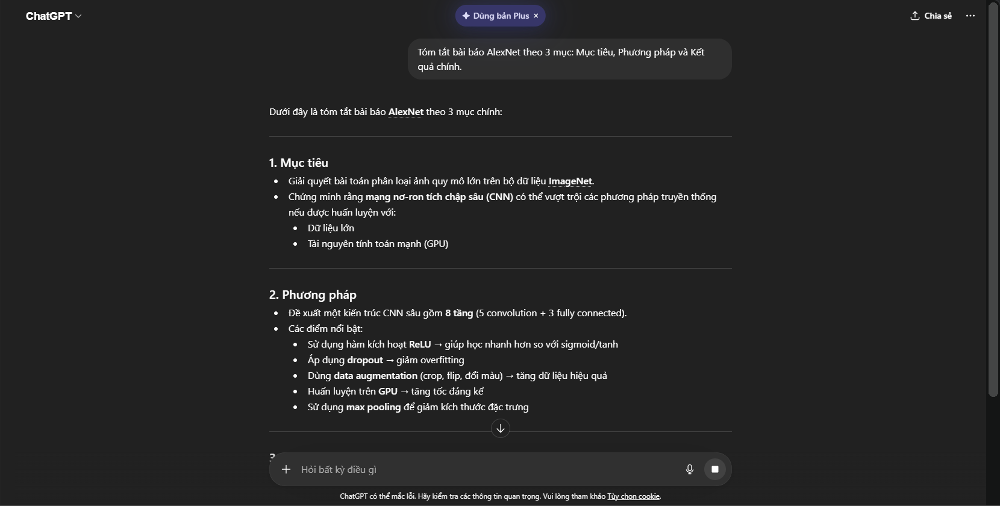 ChatGPT
Dùng bản Plus ×
Chia sẻ
Tóm tắt bài báo AlexNet theo 3 mục: Mục tiêu, Phương pháp và Kết
quả chính.
Dưới đây là tóm tắt bài báo AlexNet theo 3 mục chính:
1. Mục tiêu
• Giải quyết bài toán phân loại ảnh quy mô lớn trên bộ dữ liệu ImageNet.
• Chứng minh rằng mạng nơ-ron tích chập sâu (CNN) có thể vượt trội các phương pháp truyền thống
nếu được huấn luyện với:
• Dữ liệu lớn
• Tài nguyên tính toán mạnh (GPU)
2. Phương pháp
• Đề xuất một kiến trúc CNN sâu gồm 8 tầng (5 convolution + 3 fully connected).
• Các điểm nổi bật:
• Sử dụng hàm kích hoạt ReLU → giúp học nhanh hơn so với sigmoid/tanh
• Áp dụng dropout → giảm overfitting
• Dùng data augmentation (crop, flip, đổi màu) → tăng dữ liệu hiệu quả
• Huấn luyện trên GPU → tăng tốc đáng kể
• Sử dụng max pooling để giảm kích thước đặc trưng
Hỏi bất kỳ điều gì
ChatGPT có thể mắc lỗi. Hãy kiểm tra các thông tin quan trọng. Vui lòng tham khảo Tùy chọn cookie.